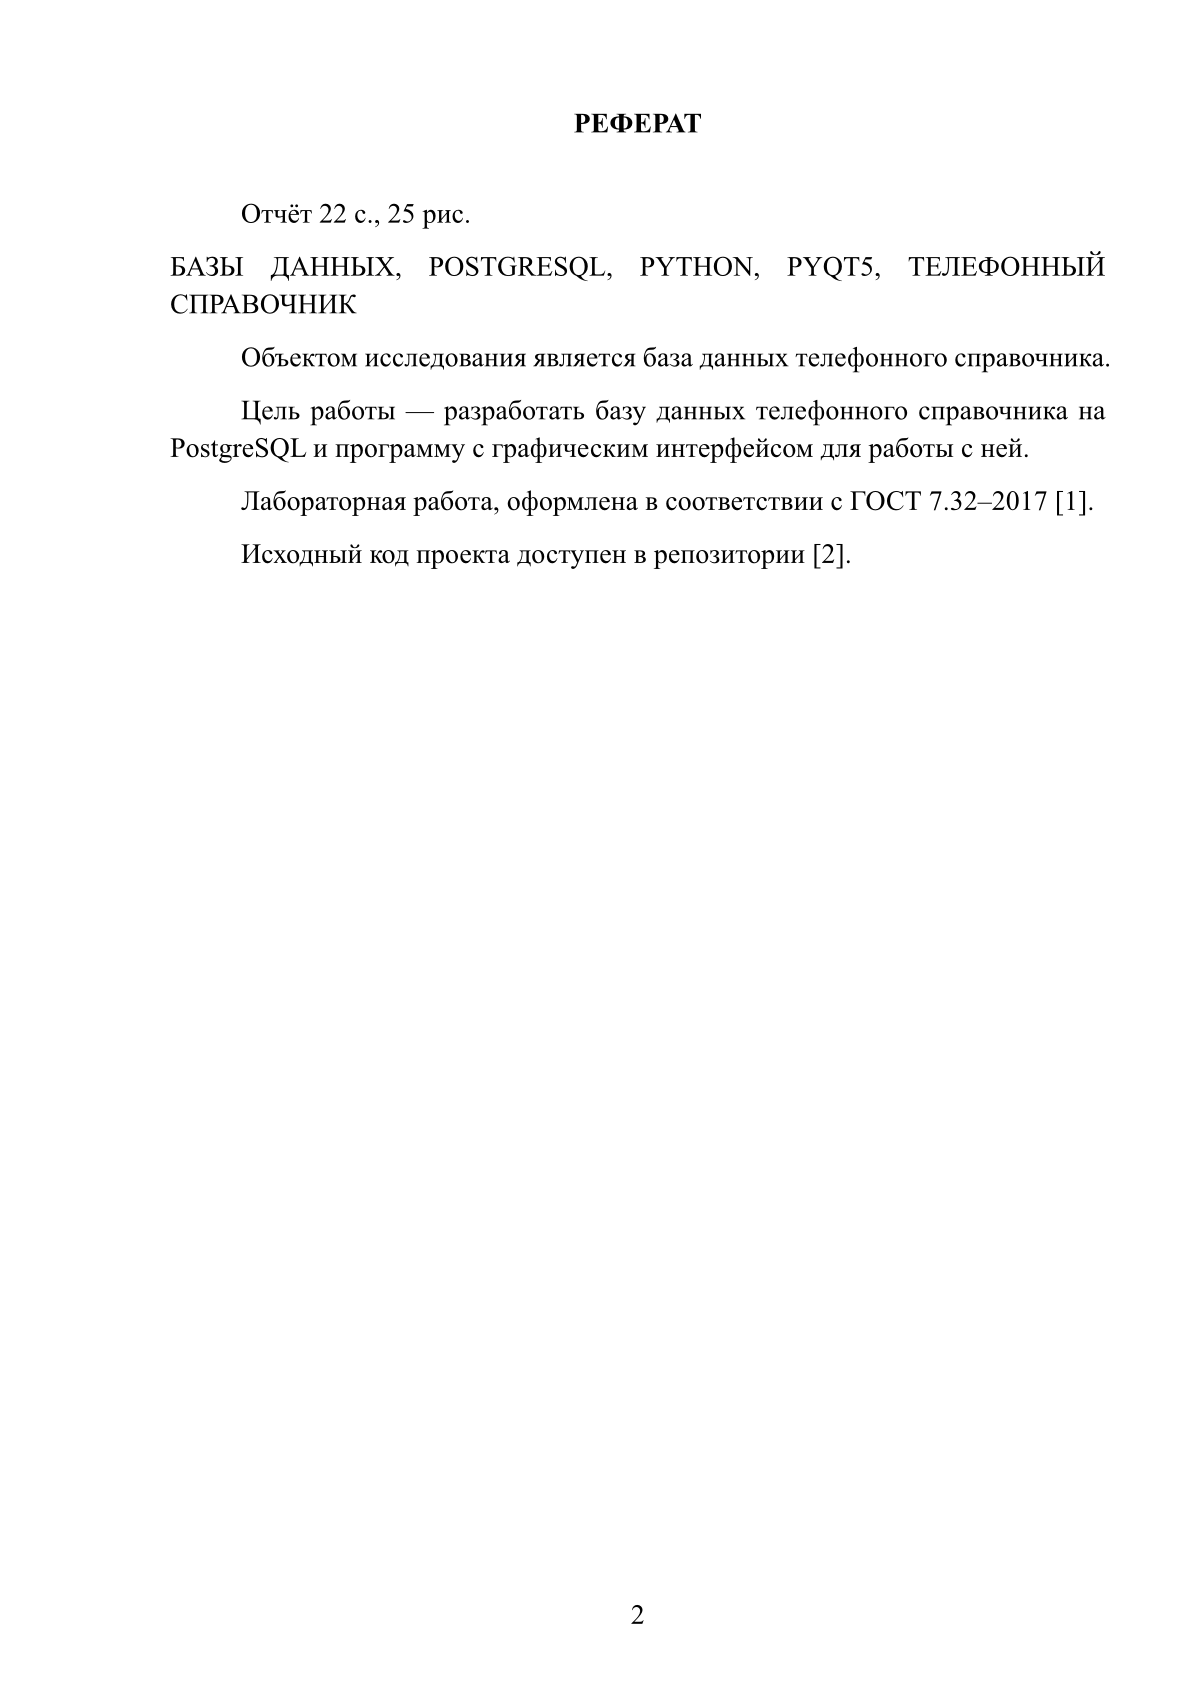 РЕФЕРАТ
Отчёт 22 с., 25 рис.
БАЗЫ ДАННЫХ, POSTGRESQL, PYTHON, PYQT5, ТЕЛЕФОННЫЙ
СПРАВОЧНИК
Объектом исследования является база данных телефонного справочника.
Цель работы — разработать базу данных телефонного справочника на
PostgreSQL и программу с графическим интерфейсом для работы с ней.
Лабораторная работа, оформлена в соответствии с ГОСТ 7.32–2017 [1].
Исходный код проекта доступен в репозитории [2].
2